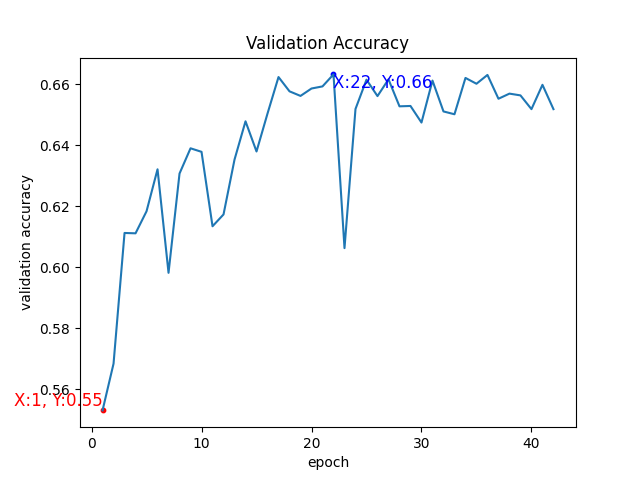 Validation Accuracy
validation accuracy
0.66
0.64
0.62
0.60
0.58
0.56
X:22, Y:0.66
X:1, Y:0.55
0
10
20
30
40
epoch